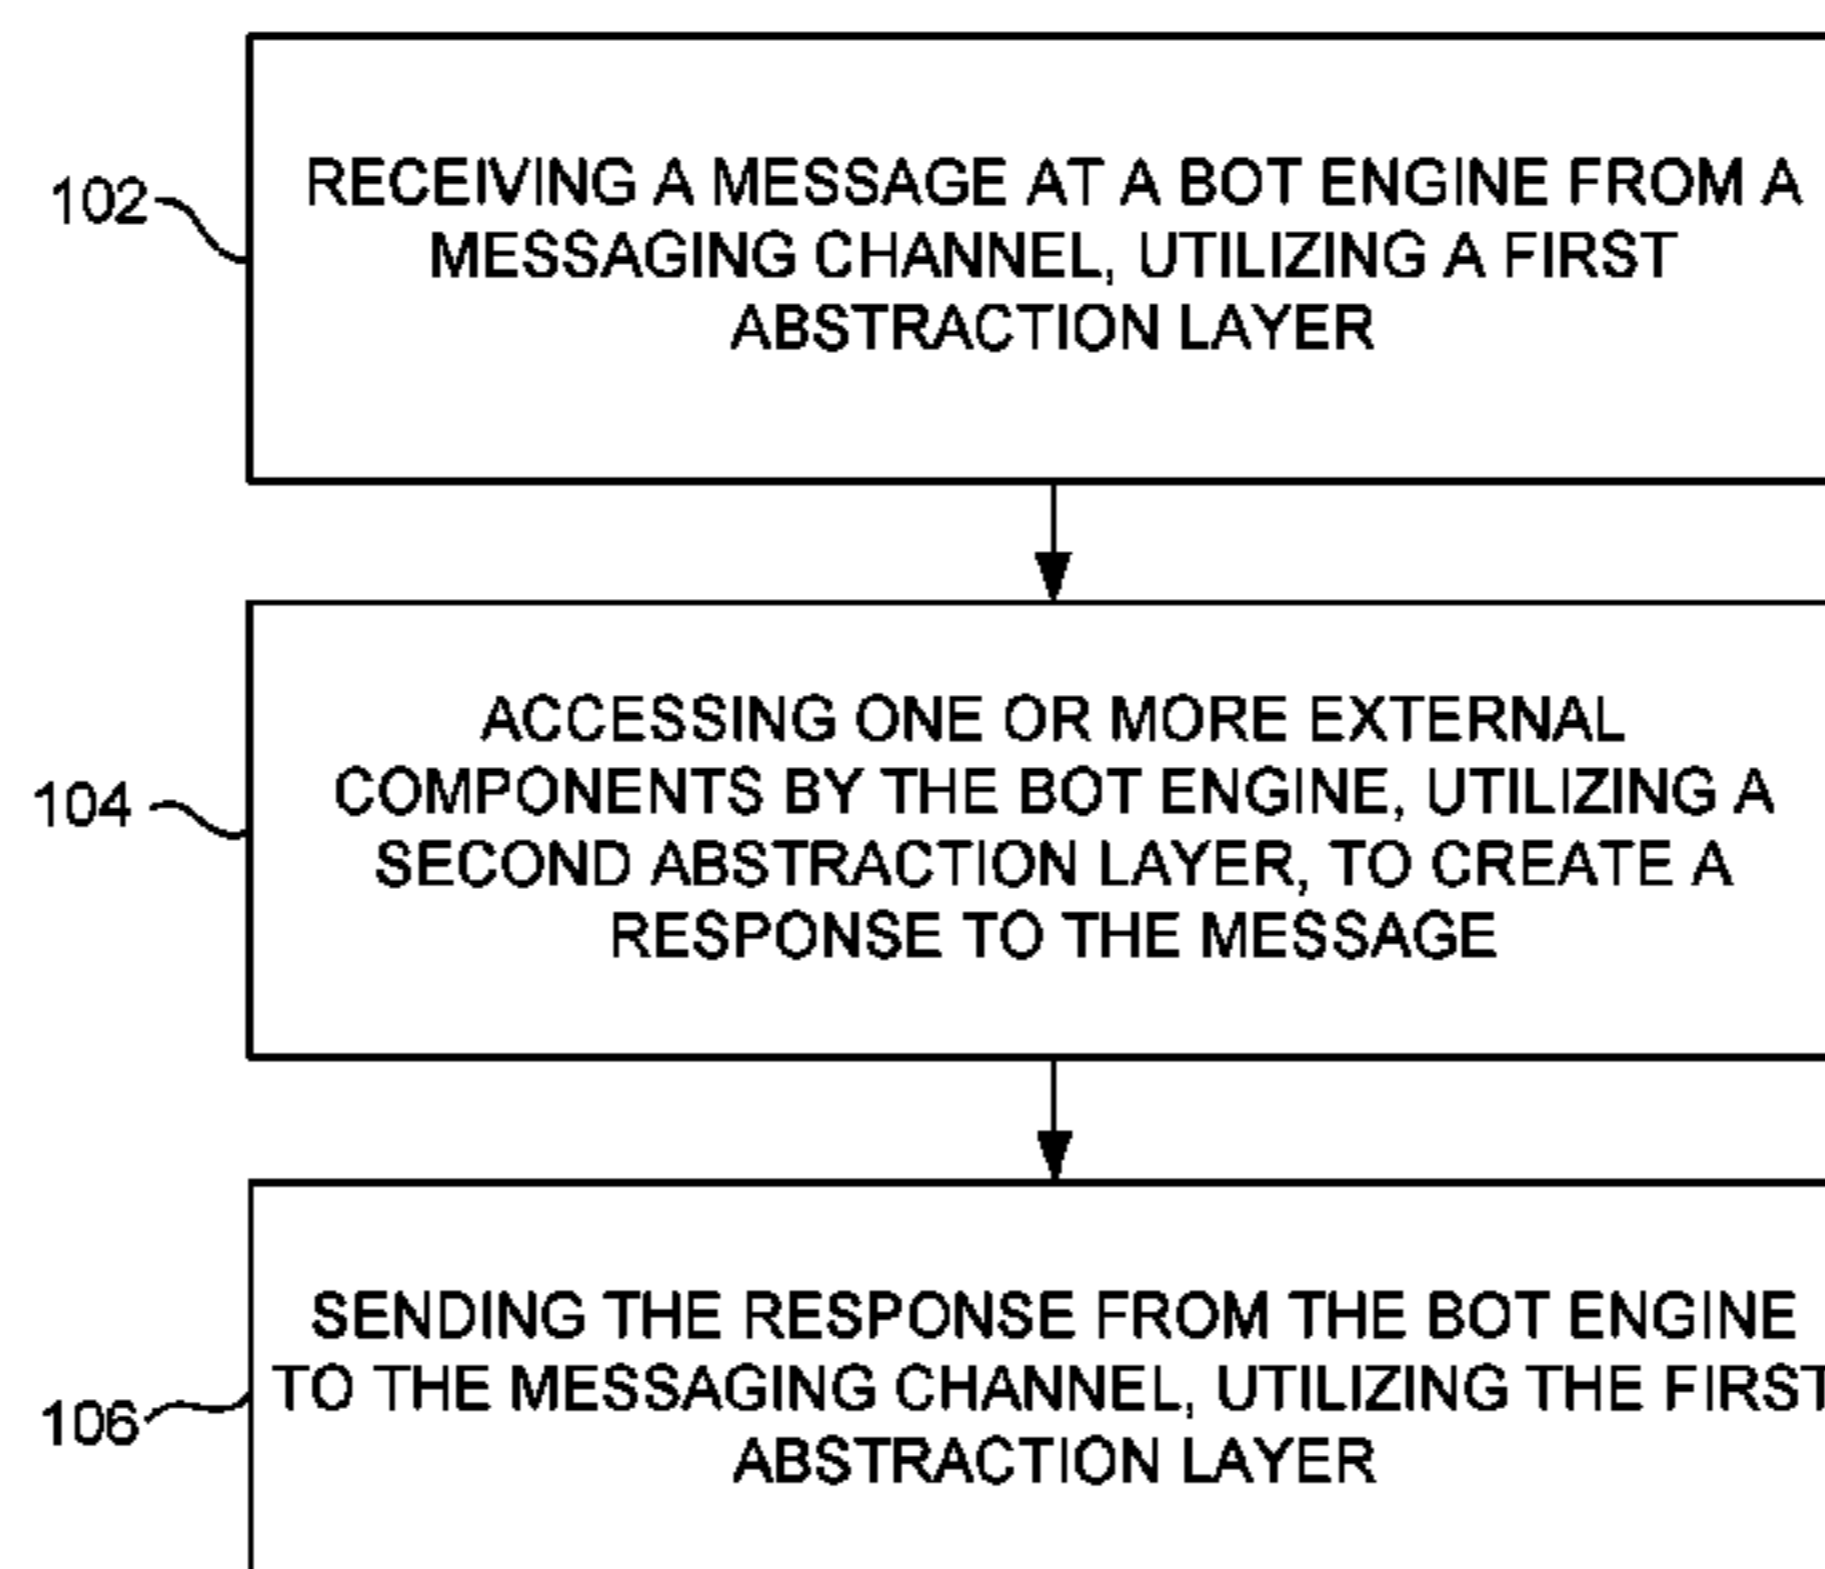 102
RECEIVING A MESSAGE AT A BOT ENGINE FROM A
MESSAGING CHANNEL, UTILIZING A FIRST
ABSTRACTION LAYER
104
ACCESSING ONE OR MORE EXTERNAL
COMPONENTS BY THE BOT ENGINE, UTILIZING A
SECOND ABSTRACTION LAYER, TO CREATE A
RESPONSE TO THE MESSAGE
106
SENDING THE RESPONSE FROM THE BOT ENGINE
TO THE MESSAGING CHANNEL, UTILIZING THE FIRST
ABSTRACTION LAYER